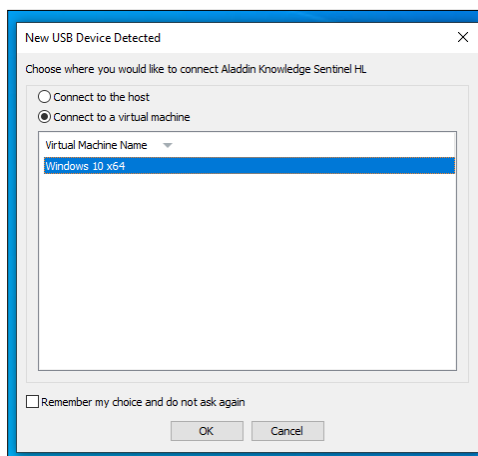 New USB Device Detected
Choose where you would like to connect Aladdin Knowledge Sentinel HL
Connect to the host
Connect to a virtual machine
Virtual Machine Name
Windows 10 x64
Remember my choice and do not ask again
OK Cancel